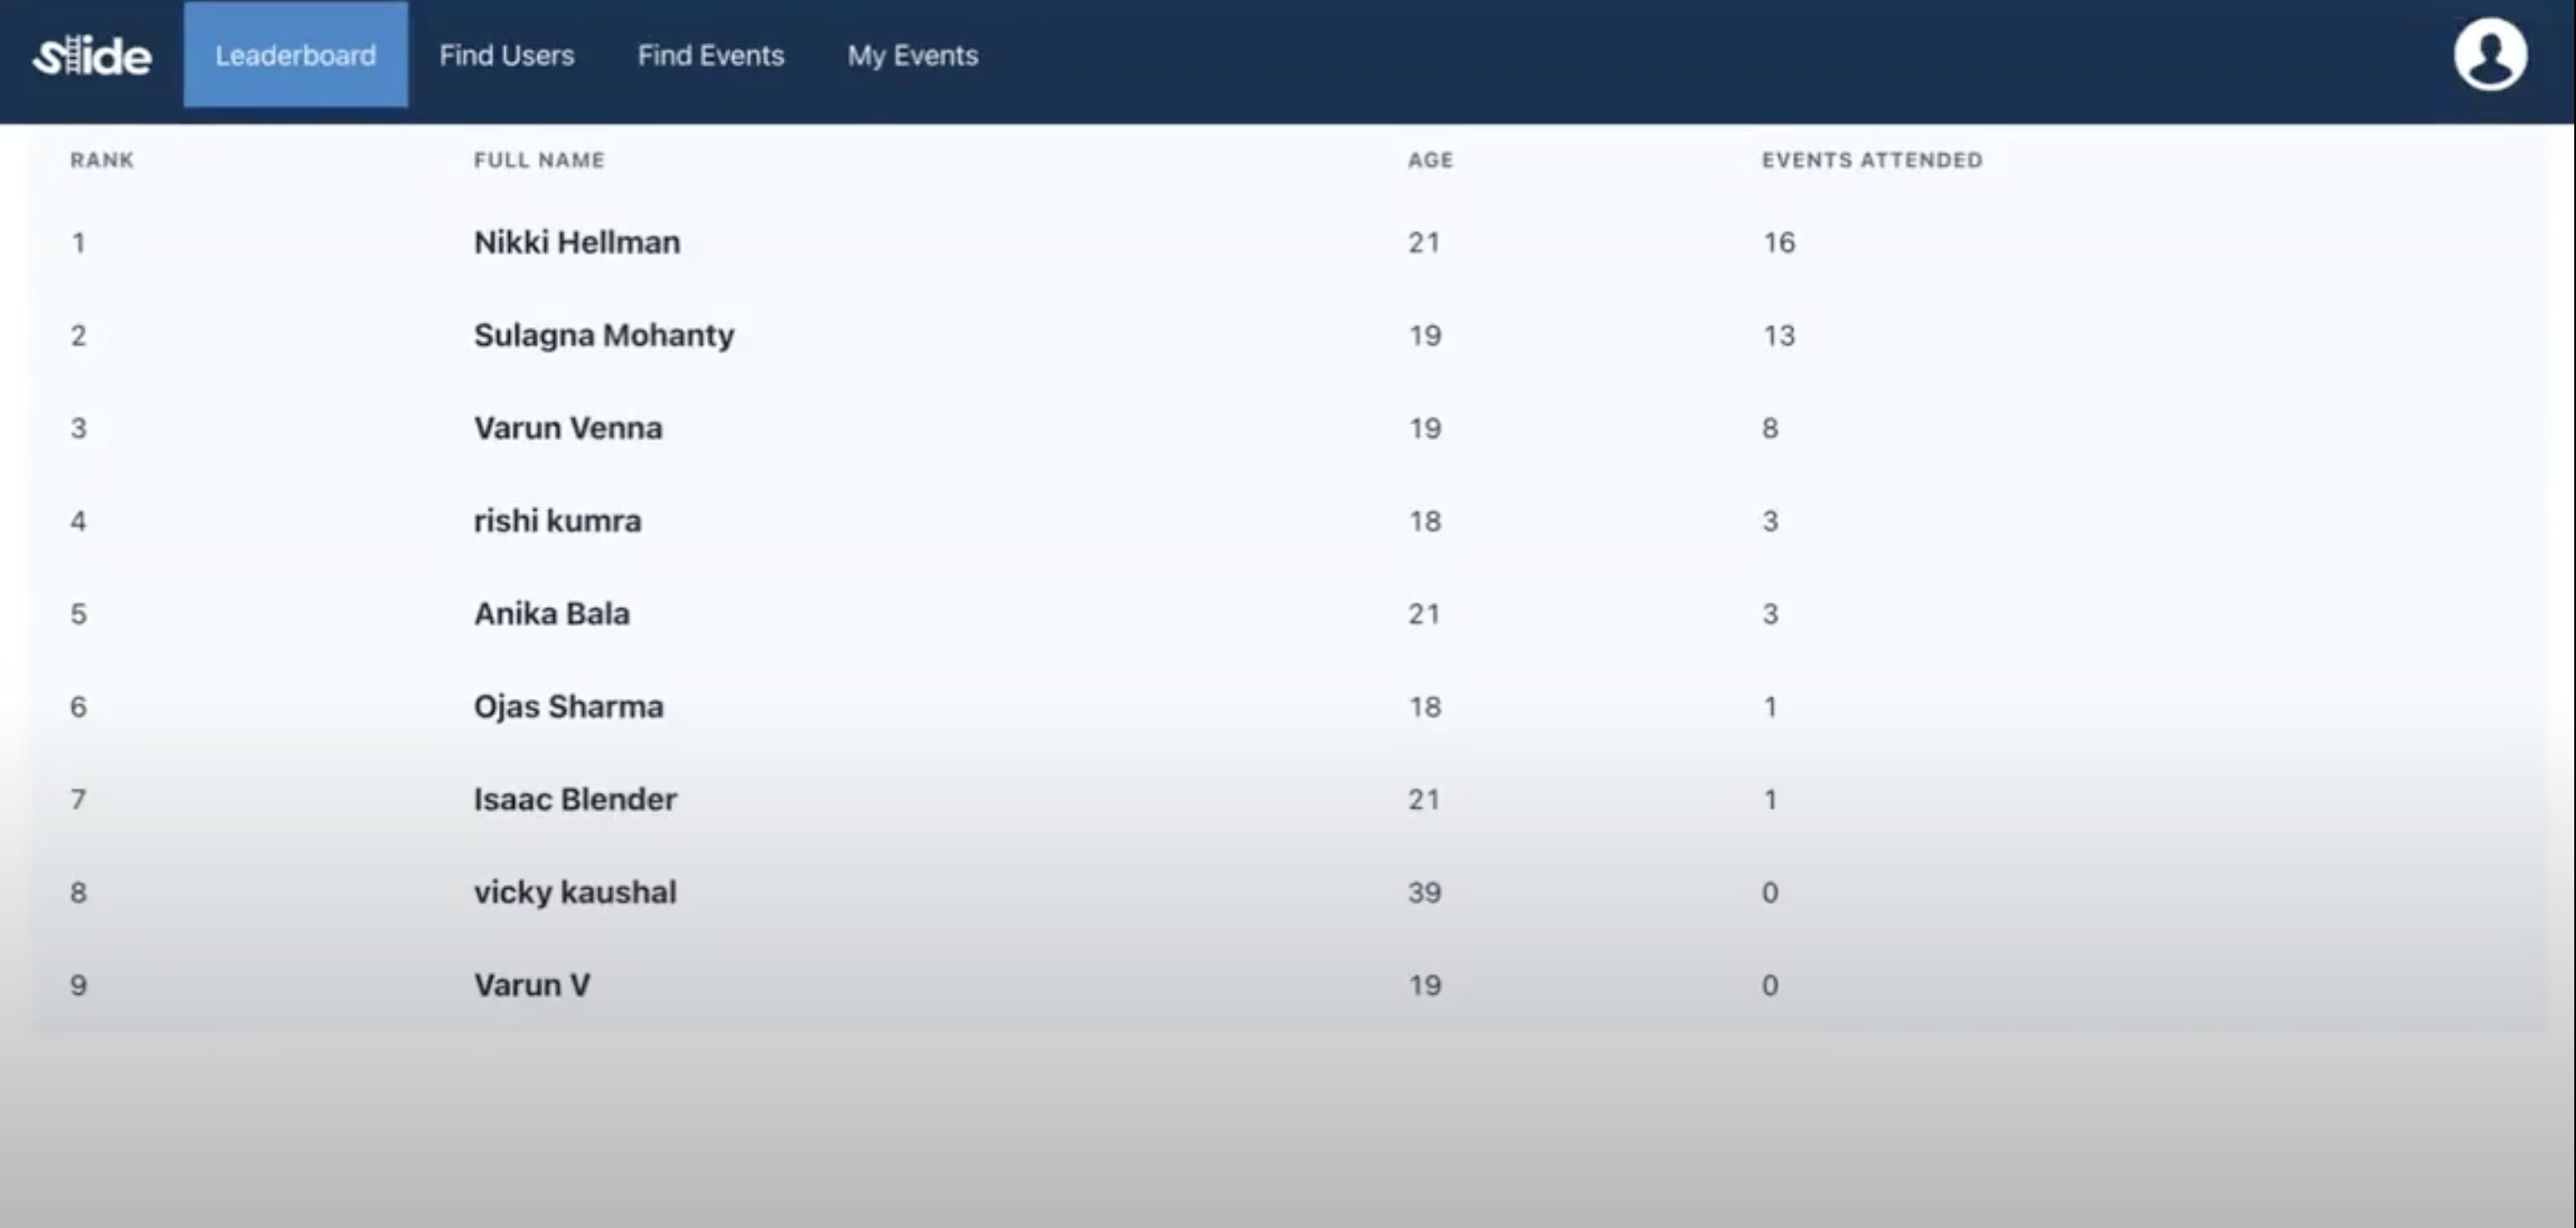 Slide Leaderboard Find Users Find Events My Events
RANK FULL NAME AGE EVENTS ATTENDED
1 Nikki Hellman 21 16
2 Sulagna Mohanty 19 13
3 Varun Venna 19 8
4 rishi kumra 18 3
5 Anika Bala 21 3
6 Ojas Sharma 18 1
7 Isaac Blender 21 1
8 vicky kaushal 39 0
9 Varun V 19 0